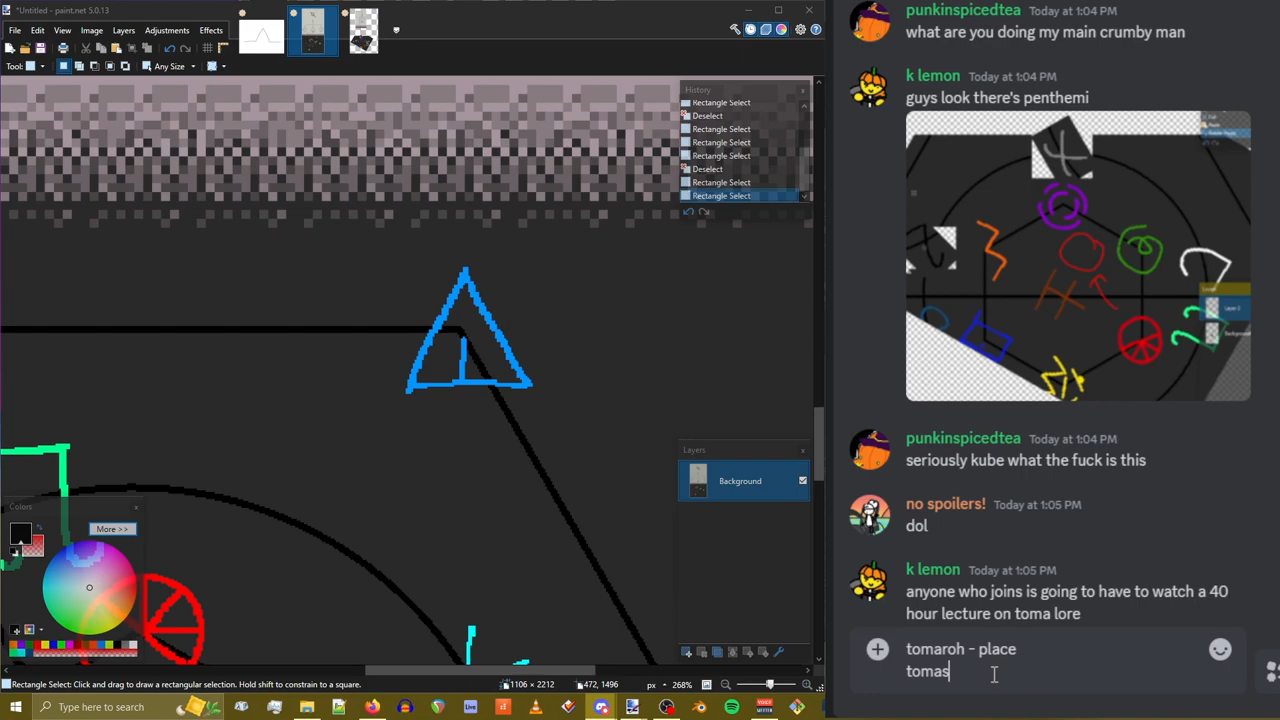 *Untitled - paint.net 5.0.13
File Edit View Image Layers Adjustments Effects
Tool:
Any Size
History
Rectangle Select
Deselect
Rectangle Select
Rectangle Select
Rectangle Select
Deselect
Rectangle Select
Rectangle Select
Layers
Background
Colors
More >>
Rectangle Select: Click and drag to draw a rectangular selection. Hold shift to constrain to a square.
1106 × 2212
472, 1496
px
268%
Type here to search
punkinspicedtea Today at 1:04 PM
what are you doing my main crumby man
k lemon Today at 1:04 PM
guys look there's penthemi
punkinspicedtea Today at 1:04 PM
seriously kube what the fuck is this
no spoilers! Today at 1:05 PM
dol
k lemon Today at 1:05 PM
anyone who joins is going to have to watch a 40
hour lecture on toma lore
tomaroh - place
tomas